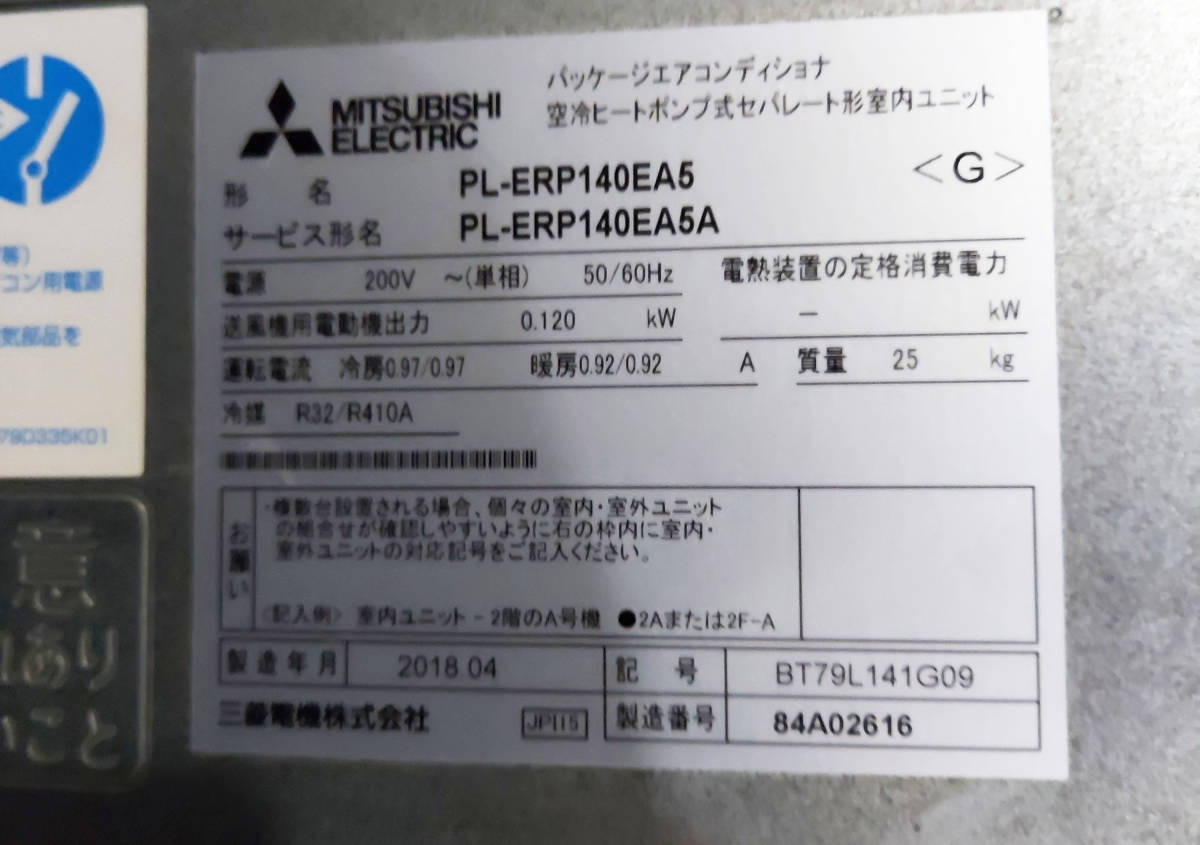 MITSUBISHI
ELECTRIC
パッケージエアコンディショナ
空冷ヒートポンプ式セパレート形室内ユニット
形 名 PL-ERP140EA5 <G>
サービス形名 PL-ERP140EA5A
電源 200V ~(単相) 50/60Hz
電熱装置の定格消費電力
送風機用電動機出力 0.120 kW
– kW
運転電流 冷房0.97/0.97 暖房0.92/0.92 A
質量 25 kg
冷媒 R32/R410A
お願い
・複数台設置される場合、個々の室内・室外ユニット
の組合せが確認しやすいように右の枠内に室内・
室外ユニットの対応記号をご記入ください。
<記入例> 室内ユニット-2階のA号機 ●2Aまたは2F-A
製造年月 2018 04
記 号 BT79L141G09
三菱電機株式会社
JPI15
製造番号 84A02616
等)
コン用電源
気部品を
79D335K01
意
あり
こと